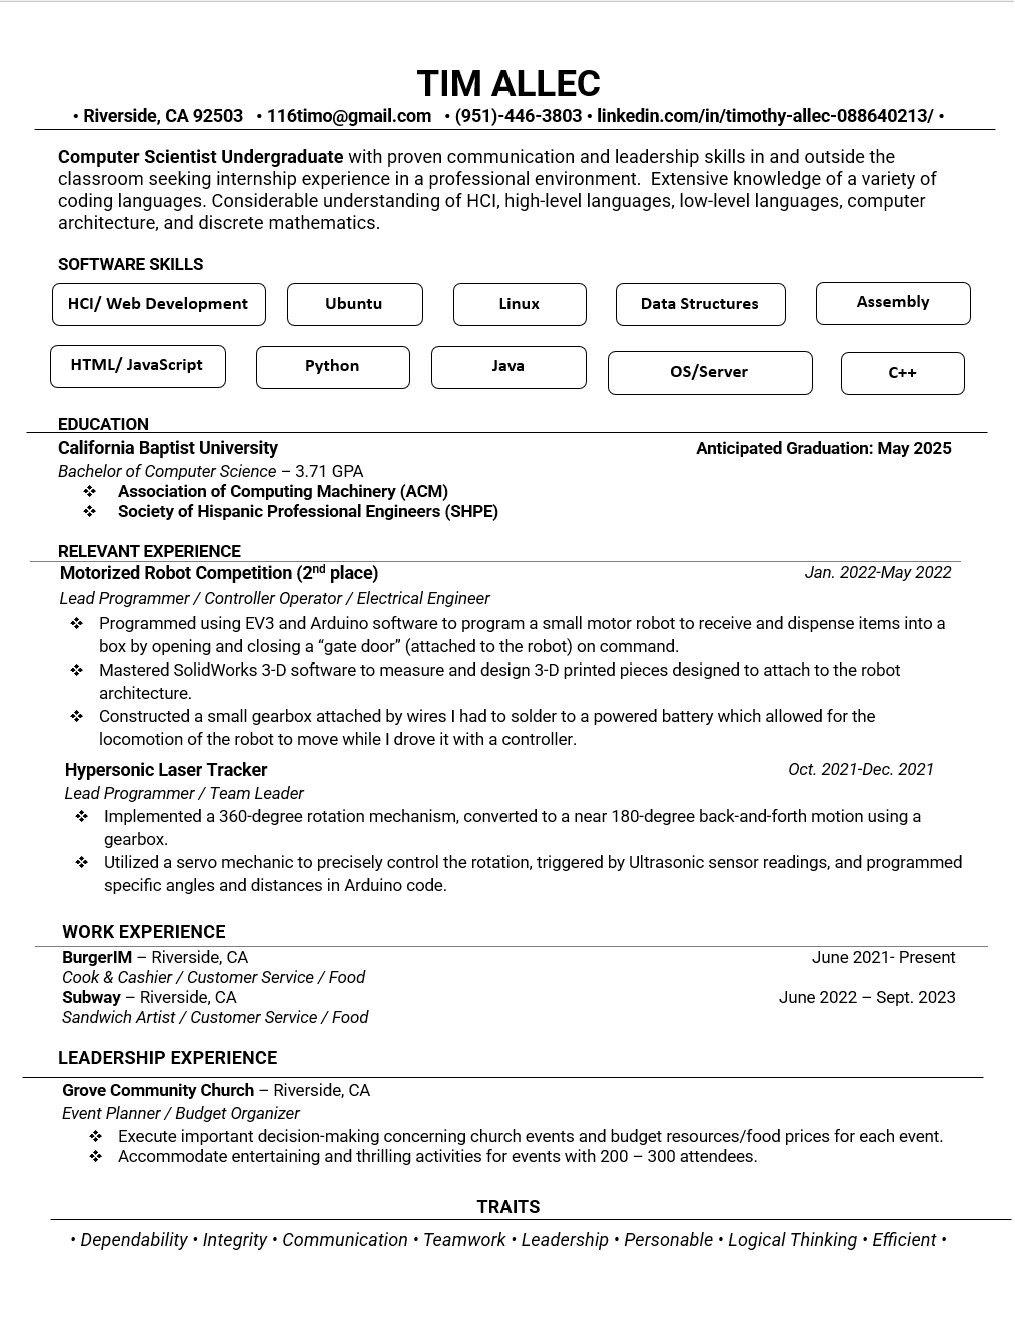 TIM ALLEC
• Riverside, CA 92503 • 116timo@gmail.com • (951)-446-3803 • linkedin.com/in/timothy-allec-088640213/ •
Computer Scientist Undergraduate with proven communication and leadership skills in and outside the
classroom seeking internship experience in a professional environment. Extensive knowledge of a variety of
coding languages. Considerable understanding of HCI, high-level languages, low-level languages, computer
architecture, and discrete mathematics.
SOFTWARE SKILLS
HCI/ Web Development Ubuntu Linux Data Structures Assembly
HTML/ JavaScript Python Java OS/Server C++
EDUCATION
California Baptist University Anticipated Graduation: May 2025
Bachelor of Computer Science – 3.71 GPA
❖ Association of Computing Machinery (ACM)
❖ Society of Hispanic Professional Engineers (SHPE)
RELEVANT EXPERIENCE
Motorized Robot Competition (2nd place) Jan. 2022-May 2022
Lead Programmer / Controller Operator / Electrical Engineer
❖ Programmed using EV3 and Arduino software to program a small motor robot to receive and dispense items into a
box by opening and closing a “gate door” (attached to the robot) on command.
❖ Mastered SolidWorks 3-D software to measure and design 3-D printed pieces designed to attach to the robot
architecture.
❖ Constructed a small gearbox attached by wires I had to solder to a powered battery which allowed for the
locomotion of the robot to move while I drove it with a controller.
Hypersonic Laser Tracker Oct. 2021-Dec. 2021
Lead Programmer / Team Leader
❖ Implemented a 360-degree rotation mechanism, converted to a near 180-degree back-and-forth motion using a
gearbox.
❖ Utilized a servo mechanic to precisely control the rotation, triggered by Ultrasonic sensor readings, and programmed
specific angles and distances in Arduino code.
WORK EXPERIENCE
BurgerIM – Riverside, CA June 2021- Present
Cook & Cashier / Customer Service / Food
Subway – Riverside, CA June 2022 – Sept. 2023
Sandwich Artist / Customer Service / Food
LEADERSHIP EXPERIENCE
Grove Community Church – Riverside, CA
Event Planner / Budget Organizer
❖ Execute important decision-making concerning church events and budget resources/food prices for each event.
❖ Accommodate entertaining and thrilling activities for events with 200 – 300 attendees.
TRAITS
• Dependability • Integrity • Communication • Teamwork • Leadership • Personable • Logical Thinking • Efficient •